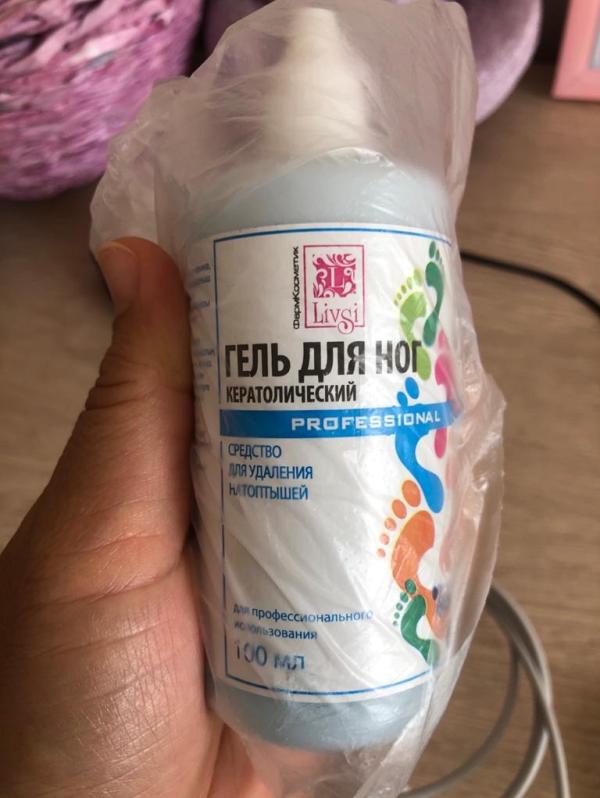 ФармКосметик
L
LivSi
ГЕЛЬ ДЛЯ НОГ
КЕРАТОЛИЧЕСКИЙ
PROFESSIONAL
СРЕДСТВО
ДЛЯ УДАЛЕНИЯ
НАТОПТЫШЕЙ
для профессионального
использования
100 мл